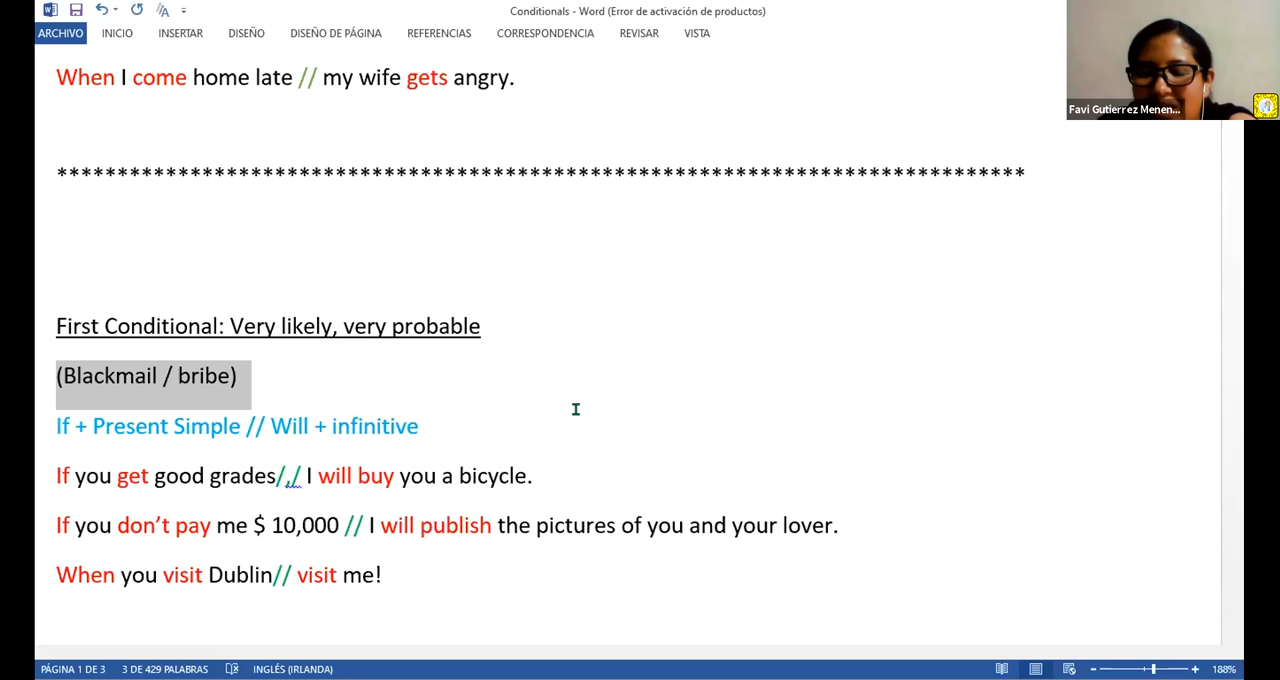 Conditionals - Word (Error de activación de productos)
ARCHIVO INICIO INSERTAR DISEÑO DISEÑO DE PÁGINA REFERENCIAS CORRESPONDENCIA REVISAR VISTA
Favi Gutierrez Menen...
When I come home late // my wife gets angry.
********************************************************************************
First Conditional: Very likely, very probable
(Blackmail / bribe)
If + Present Simple // Will + infinitive
If you get good grades/,/ I will buy you a bicycle.
If you don’t pay me $ 10,000 // I will publish the pictures of you and your lover.
When you visit Dublin// visit me!
PÁGINA 1 DE 3 3 DE 429 PALABRAS INGLÉS (IRLANDA) 188%